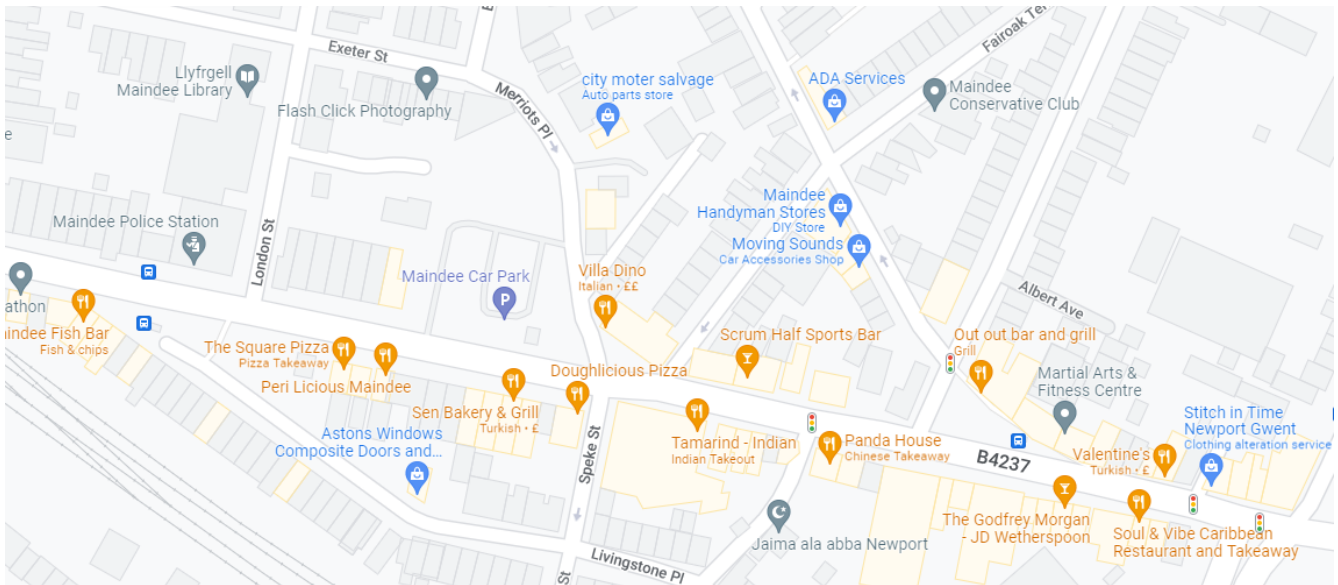 Exeter St
Llyfrgell
Maindee Library
Flash Click Photography
Merriots Pl
city moter salvage
Auto parts store
ADA Services
Fairoak Ter
Maindee
Conservative Club
Maindee Police Station
London St
Maindee
Handyman Stores
DIY Store
Moving Sounds
Car Accessories Shop
Maindee Car Park
P
Villa Dino
Italian • ££
Albert Ave
athon
aindee Fish Bar
Fish & chips
The Square Pizza
Pizza Takeaway
Peri Licious Maindee
Scrum Half Sports Bar
Out out bar and grill
Grill
Doughlicious Pizza
Martial Arts &
Fitness Centre
Sen Bakery & Grill
Turkish • £
Astons Windows
Composite Doors and...
Speke St
Tamarind - Indian
Indian Takeout
Panda House
Chinese Takeaway
B4237
Valentine's
Turkish • £
Stitch in Time
Newport Gwent
Clothing alteration service
The Godfrey Morgan
- JD Wetherspoon
Soul & Vibe Caribbean
Restaurant and Takeaway
Jaima ala abba Newport
Livingstone Pl
St